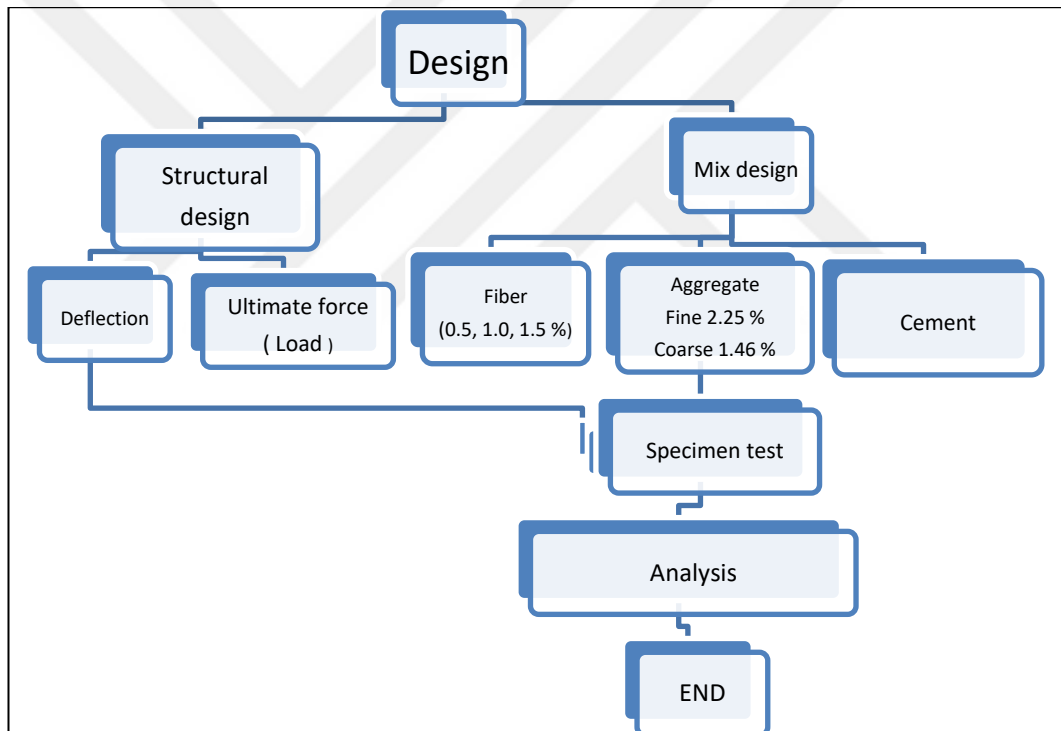 Design
Structural
design
Mix design
Deflection
Ultimate force
( Load )
Fiber
(0.5, 1.0, 1.5 %)
Aggregate
Fine 2.25 %
Coarse 1.46 %
Cement
Specimen test
Analysis
END